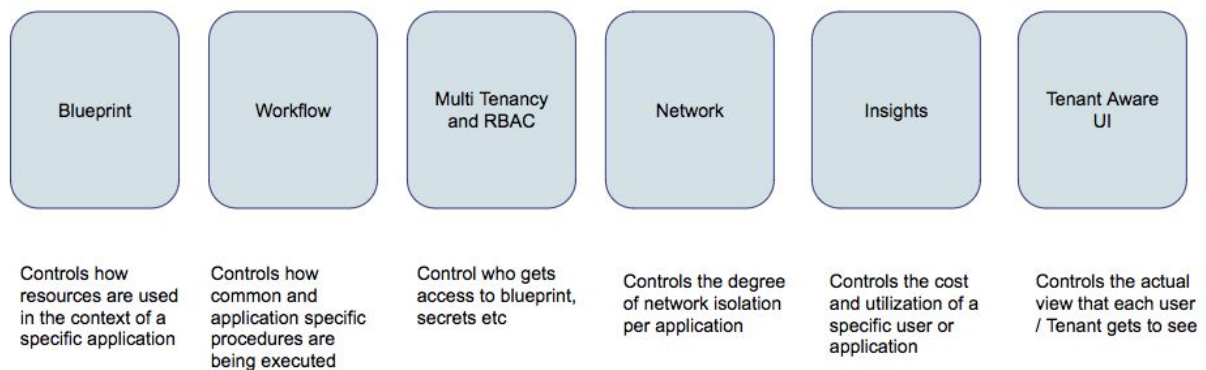 Blueprint
Workflow
Multi Tenancy
and RBAC
Network
Insights
Tenant Aware
UI
Controls how
resources are used
in the context of a
specific application
Controls how
common and
application specific
procedures are
being executed
Control who gets
access to blueprint,
secrets etc
Controls the degree
of network isolation
per application
Controls the cost
and utilization of a
specific user or
application
Controls the actual
view that each user
/ Tenant gets to see